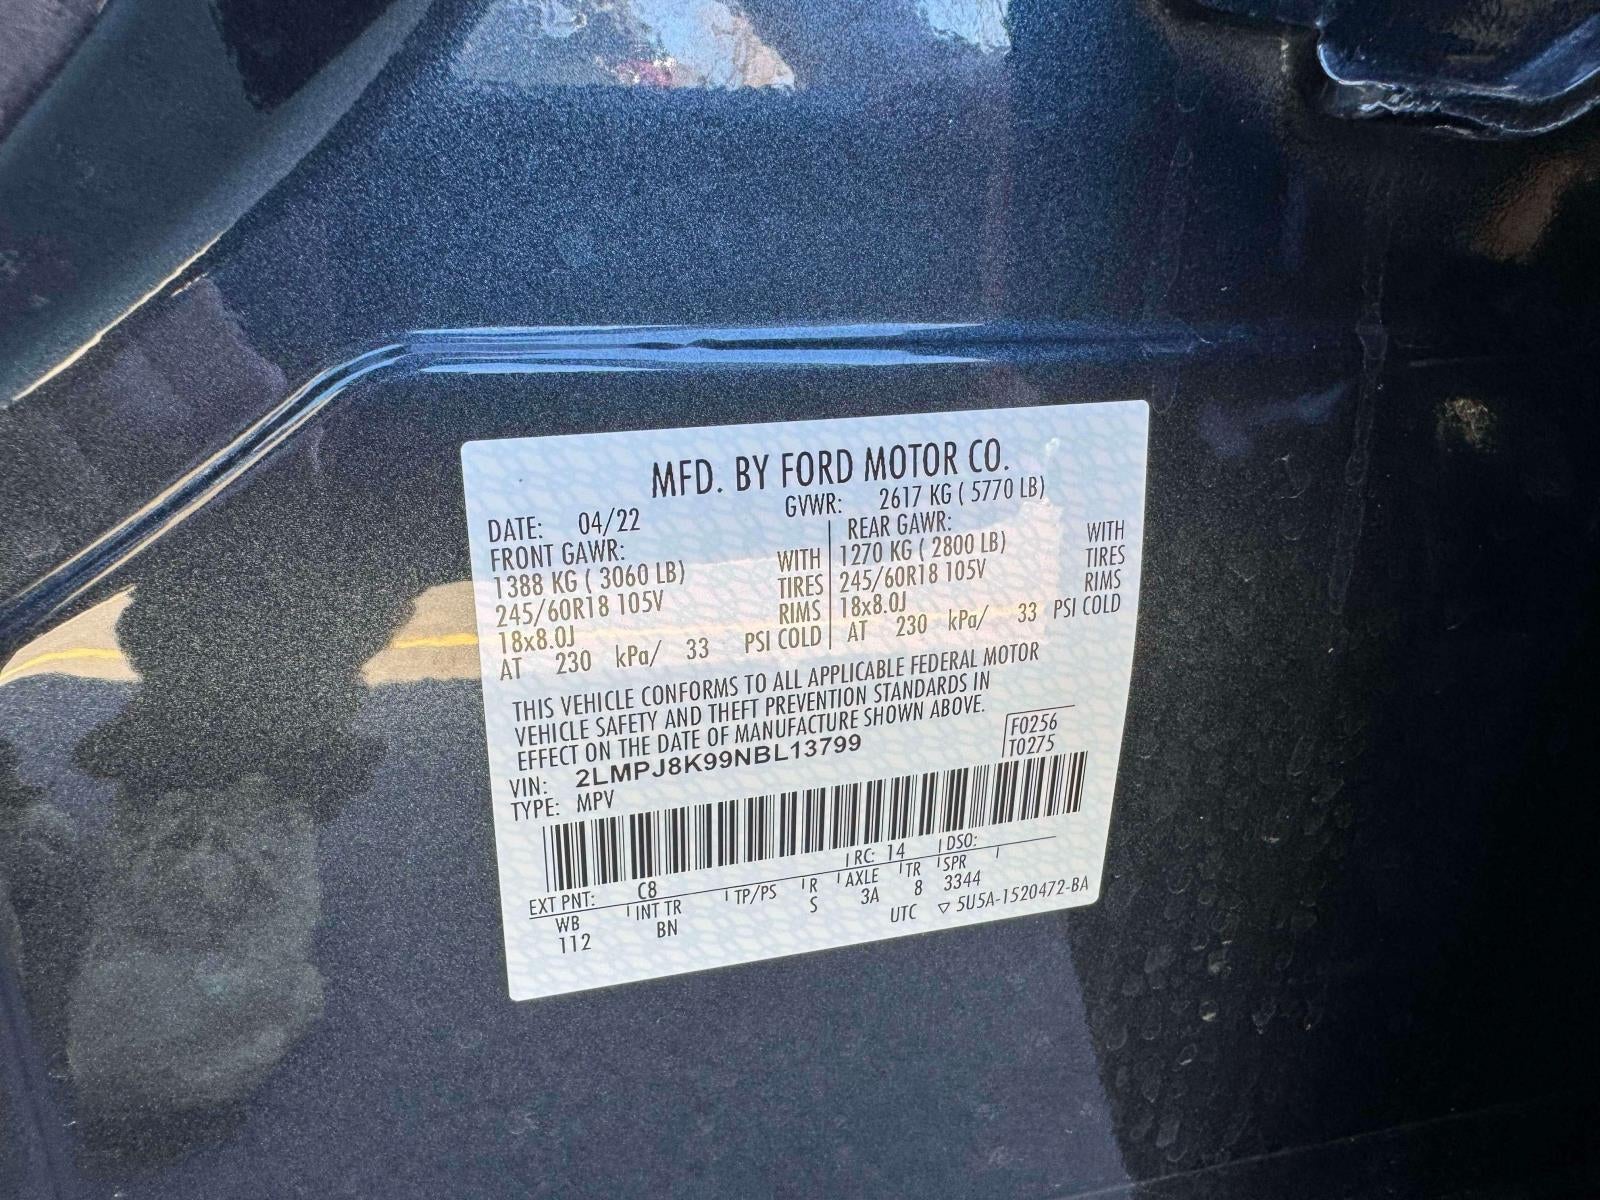 MFD. BY FORD MOTOR CO.
DATE: 04/22 GVWR: 2617 KG ( 5770 LB)
FRONT GAWR:
1388 KG ( 3060 LB) WITH
245/60R18 105V TIRES
18x8.0J RIMS
AT 230 kPa/ 33 PSI COLD
REAR GAWR:
1270 KG ( 2800 LB) WITH
245/60R18 105V TIRES
18x8.0J RIMS
AT 230 kPa/ 33 PSI COLD
THIS VEHICLE CONFORMS TO ALL APPLICABLE FEDERAL MOTOR
VEHICLE SAFETY AND THEFT PREVENTION STANDARDS IN
EFFECT ON THE DATE OF MANUFACTURE SHOWN ABOVE.
VIN: 2LMPJ8K99NBL13799
TYPE: MPV
F0256
T0275
EXT PNT: C8 RC: 14 DSO:
WB INT TR TP/PS R AXLE TR SPR
112 BN S 3A 8 3344
UTC ▽ 5U5A-1520472-BA